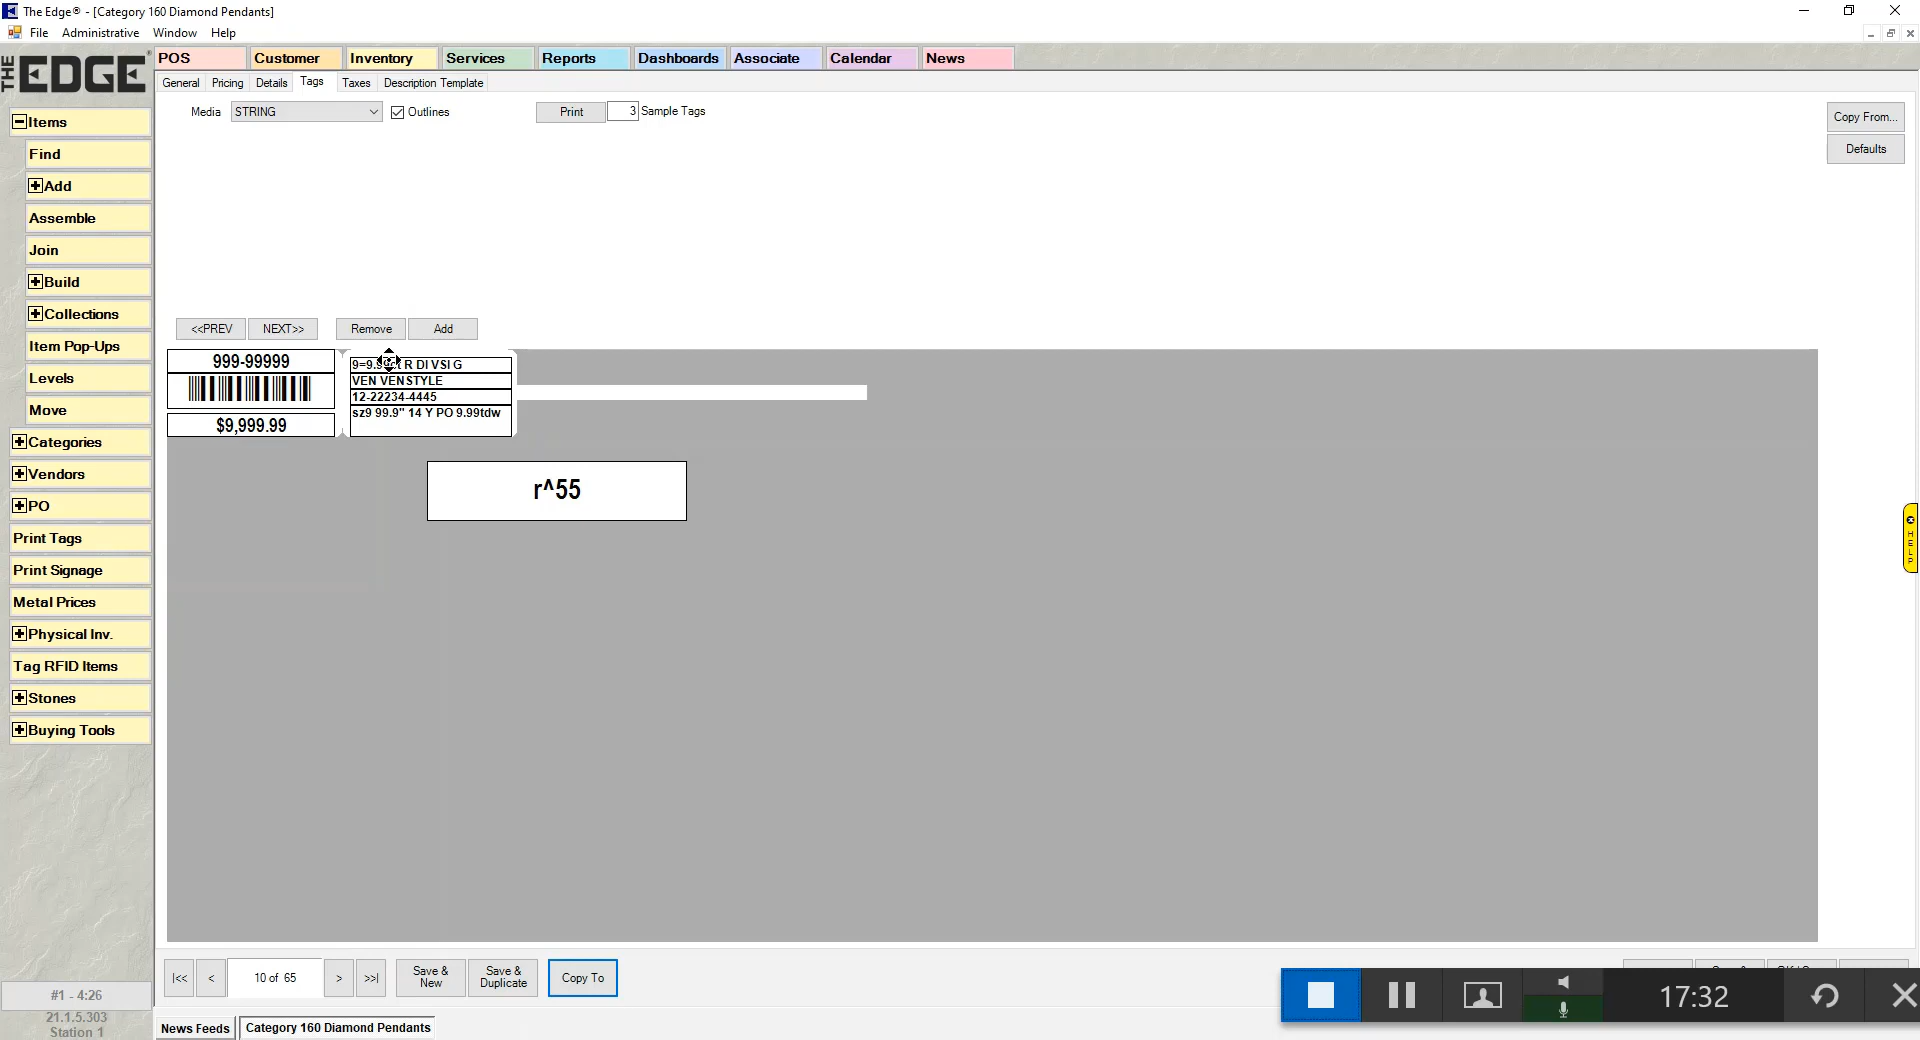 The Edge® - [Category 160 Diamond Pendants]
File Administrative Window Help
THE EDGE
POS Customer Inventory Services Reports Dashboards Associate Calendar News
General Pricing Details Tags Taxes Description Template
Media STRING Outlines Print 3 Sample Tags
Copy From...
Defaults
Items
Find
Add
Assemble
Join
Build
Collections
Item Pop-Ups
Levels
Move
Categories
Vendors
PO
Print Tags
Print Signage
Metal Prices
Physical Inv.
Tag RFID Items
Stones
Buying Tools
<<PREV NEXT>> Remove Add
999-99999
$9,999.99
R DI VSI G
VEN VENSTYLE
12-22234-4445
sz9 99.9" 14 Y PO 9.99tdw
r^55
HELP
|<< < 10 of 65 > >>| Save & New Save & Duplicate Copy To
17:32
#1 - 4:26
21.1.5.303
Station 1
News Feeds Category 160 Diamond Pendants